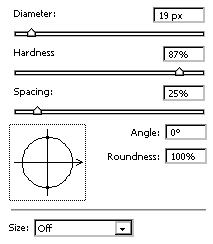 Diameter: 19 px
Hardness 87%
Spacing: 25%
Angle: 0°
Roundness: 100%
Size: Off